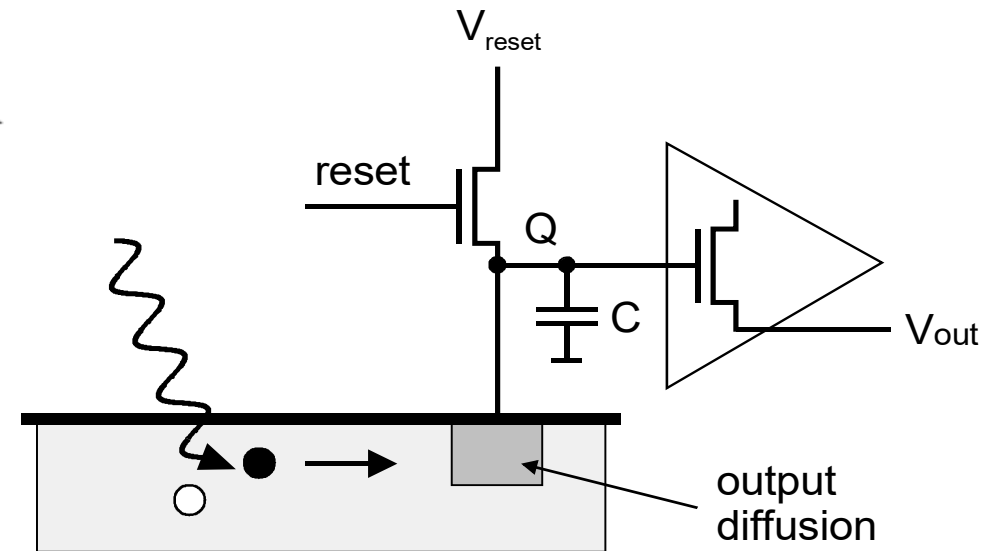 Vreset
reset
Q
C
Vout
output
diffusion